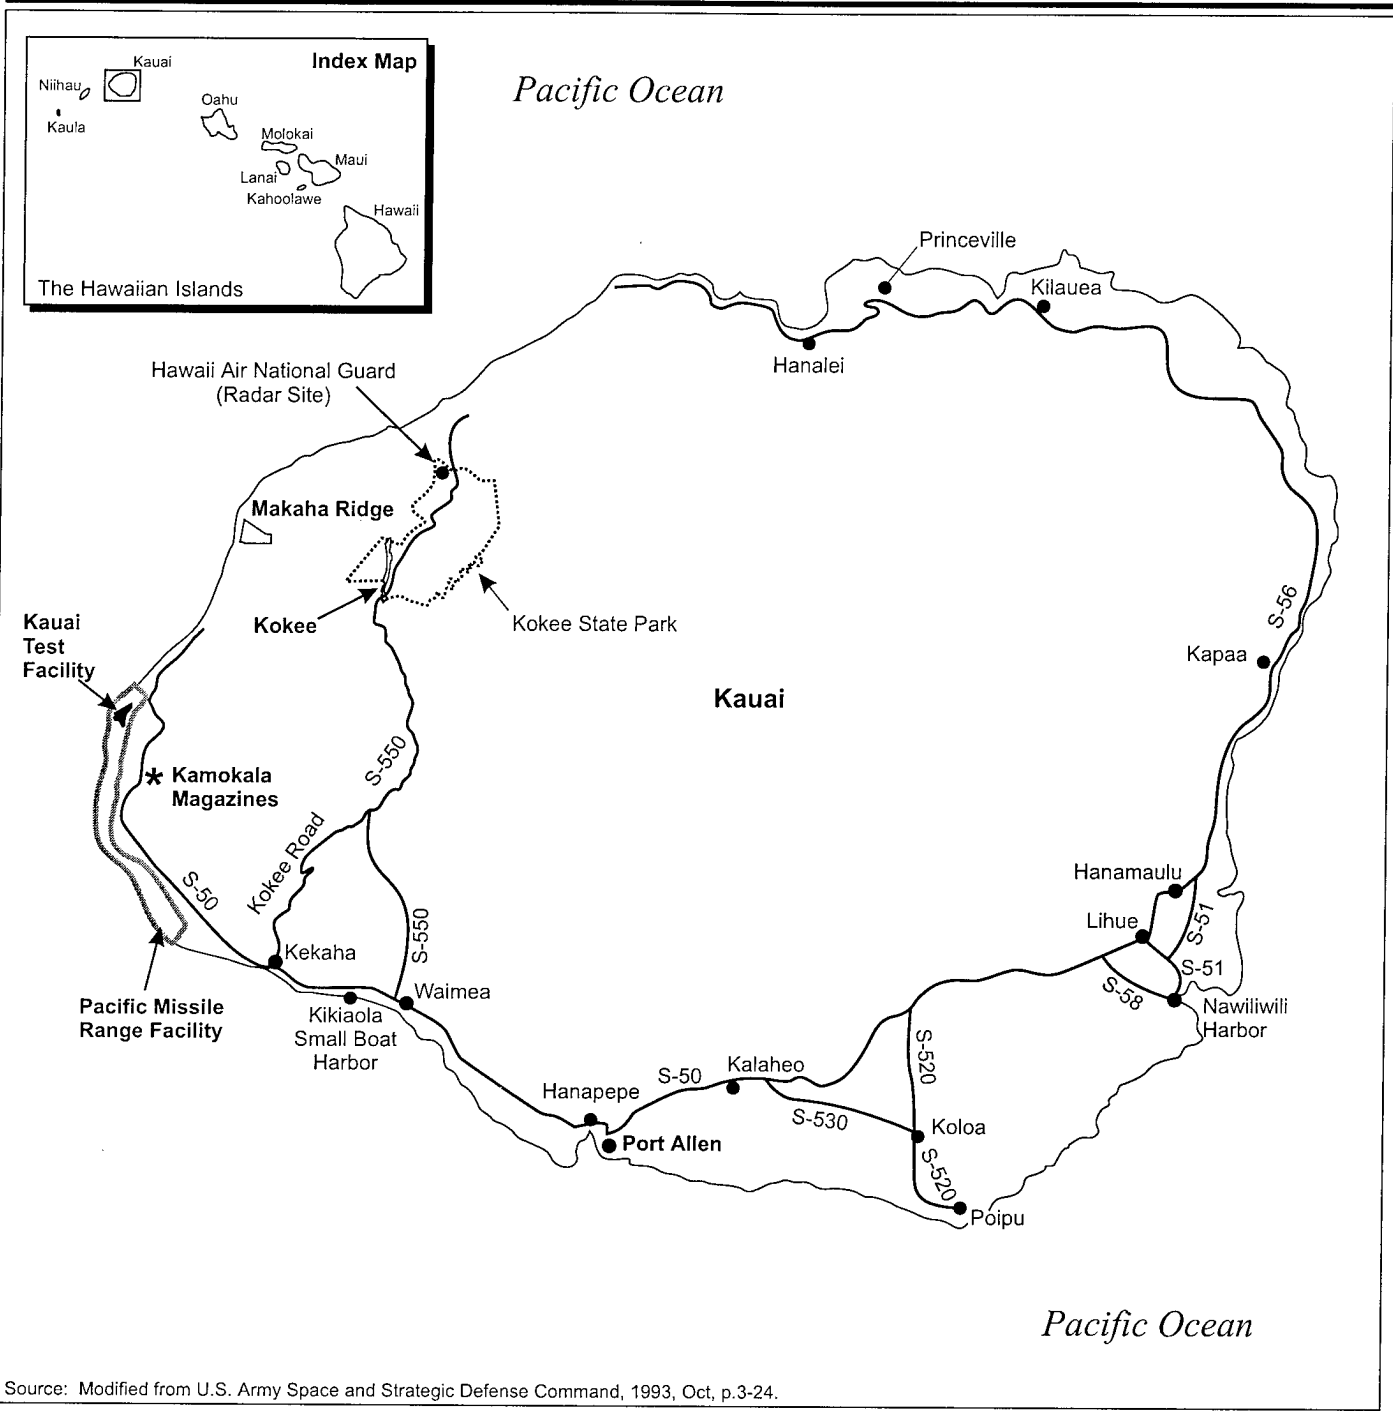 Index Map
Kauai
Niihau
Kaula
Oahu
Molokai
Maui
Lanai
Kahoolawe
Hawaii
The Hawaiian Islands
Pacific Ocean
Princeville
Kilauea
Hanalei
Hawaii Air National Guard
(Radar Site)
Makaha Ridge
Kokee
Kokee State Park
Kauai
Test
Facility
S-56
Kapaa
Kauai
S-550
Kamokala
Magazines
Kokee Road
S-50
S-550
Hanamaulu
Lihue
S-51
S-51
S-58
Nawiliwili
Harbor
Kekaha
Waimea
Pacific Missile
Range Facility
Kikiaola
Small Boat
Harbor
S-520
Kalaheo
S-50
Hanapepe
S-530
Koloa
Port Allen
S-520
Poipu
Pacific Ocean
Source: Modified from U.S. Army Space and Strategic Defense Command, 1993, Oct, p.3-24.